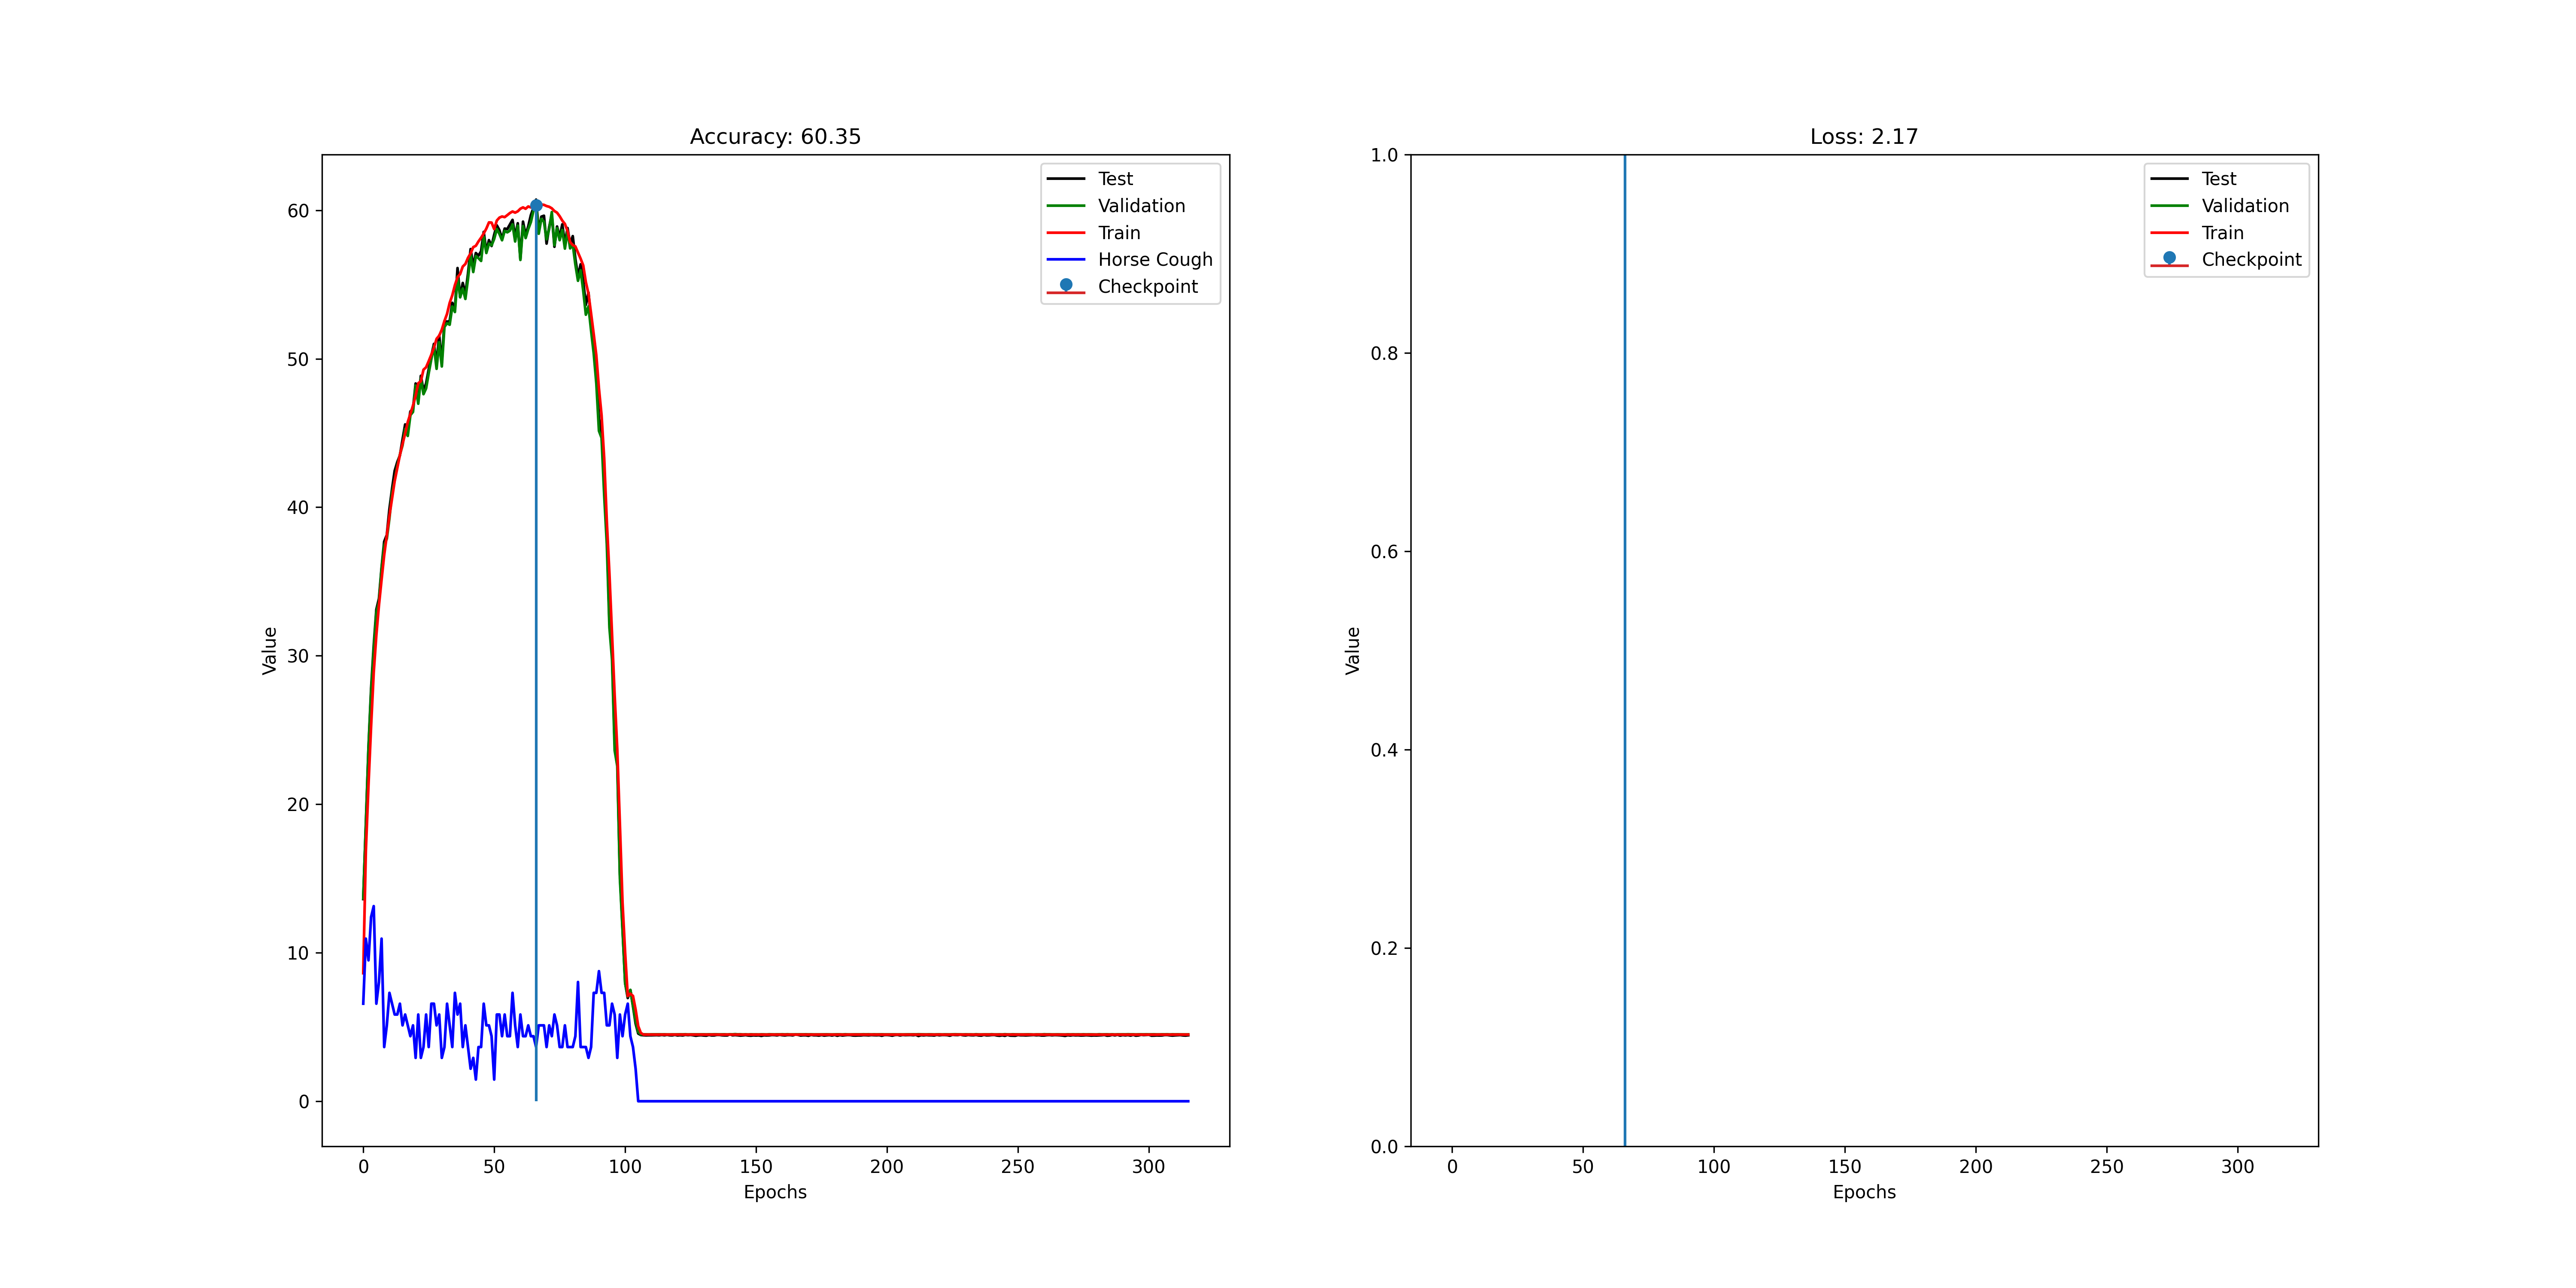 Accuracy: 60.35
Test
Validation
Train
Horse Cough
Checkpoint
60
50
40
30
20
10
0
Value
0 50 100 150 200 250 300
Epochs
Loss: 2.17
Test
Validation
Train
Checkpoint
1.0
0.8
0.6
0.4
0.2
0.0
Value
0 50 100 150 200 250 300
Epochs